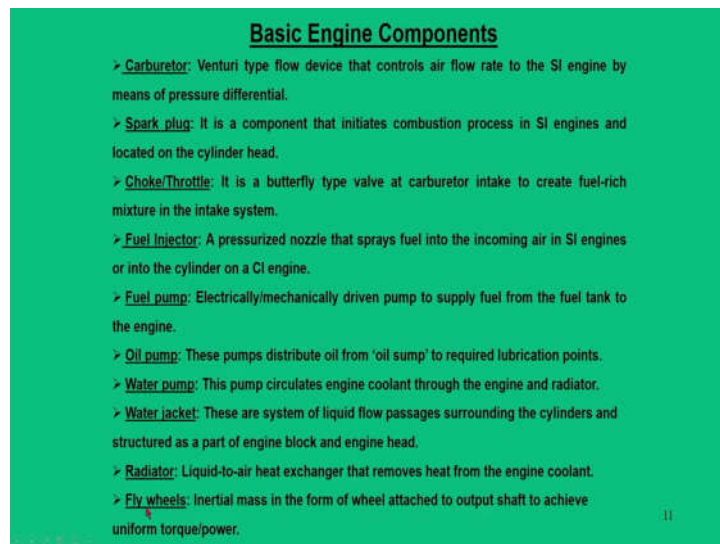 Basic Engine Components
➢ Carburetor: Venturi type flow device that controls air flow rate to the SI engine by
means of pressure differential.
➢ Spark plug: It is a component that initiates combustion process in SI engines and
located on the cylinder head.
➢ Choke/Throttle: It is a butterfly type valve at carburetor intake to create fuel-rich
mixture in the intake system.
➢ Fuel Injector: A pressurized nozzle that sprays fuel into the incoming air in SI engines
or into the cylinder on a CI engine.
➢ Fuel pump: Electrically/mechanically driven pump to supply fuel from the fuel tank to
the engine.
➢ Oil pump: These pumps distribute oil from ‘oil sump’ to required lubrication points.
➢ Water pump: This pump circulates engine coolant through the engine and radiator.
➢ Water jacket: These are system of liquid flow passages surrounding the cylinders and
structured as a part of engine block and engine head.
➢ Radiator: Liquid-to-air heat exchanger that removes heat from the engine coolant.
➢ Fly wheels: Inertial mass in the form of wheel attached to output shaft to achieve
uniform torque/power.
11